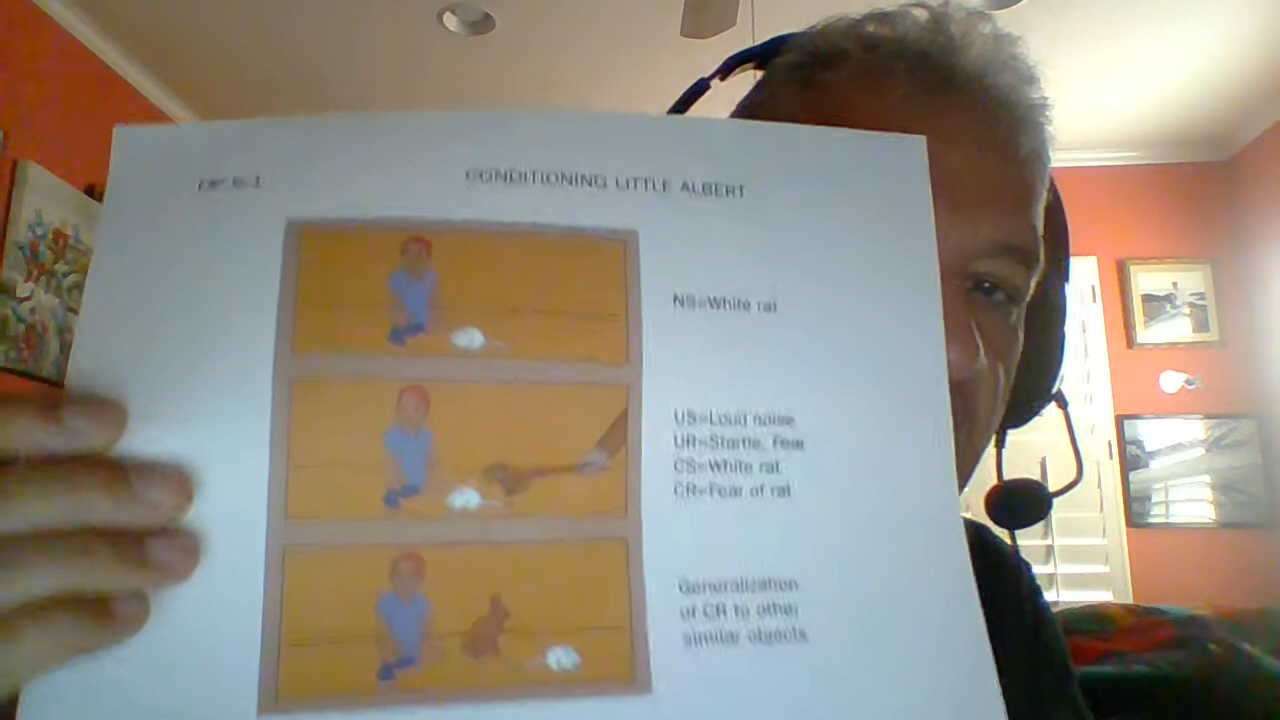 CONDITIONING LITTLE ALBERT
NS=White rat
US=Loud noise
UR=Startle, Fear
CS=White rat
CR=Fear of rat
Generalization
of CR to other
similar objects